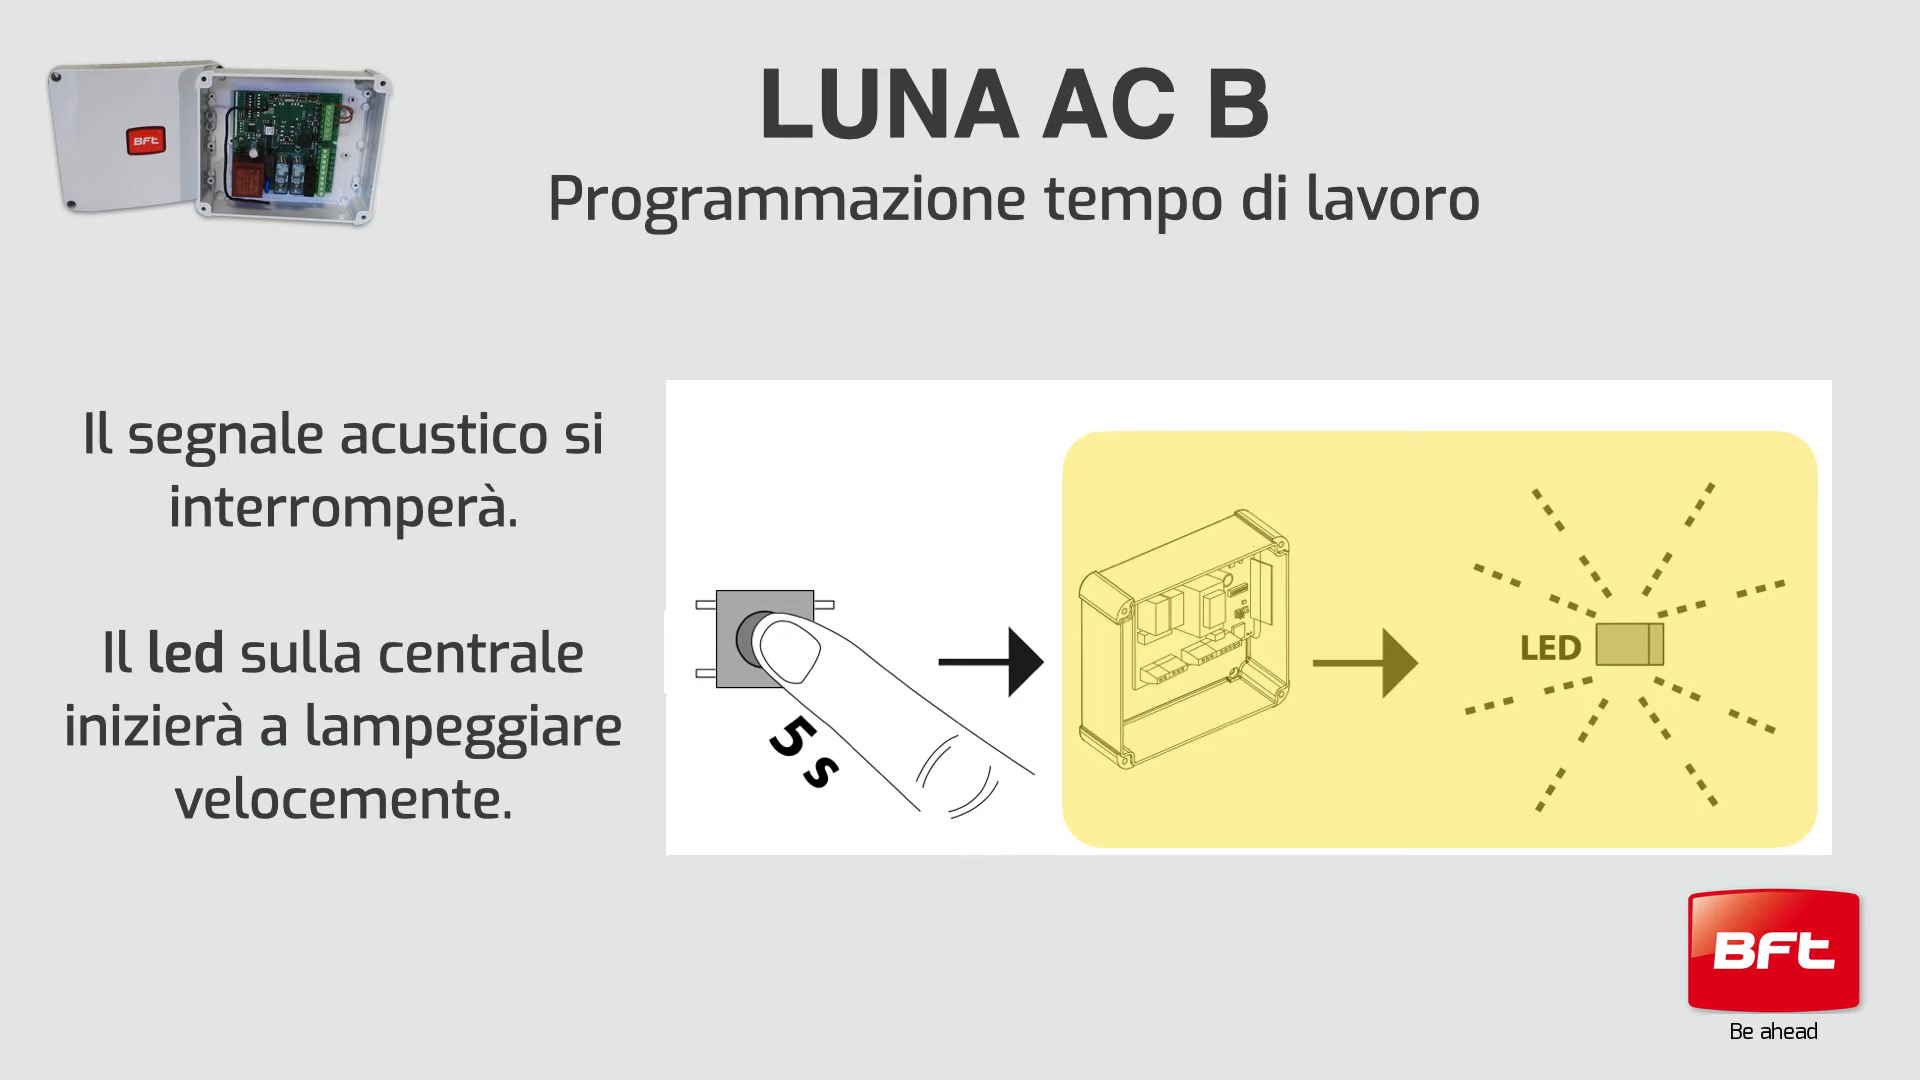 LUNA AC B
Programmazione tempo di lavoro
BFt
Il segnale acustico si
interromperà.
Il led sulla centrale
inizierà a lampeggiare
velocemente.
5 s
LED
BFt
Be ahead